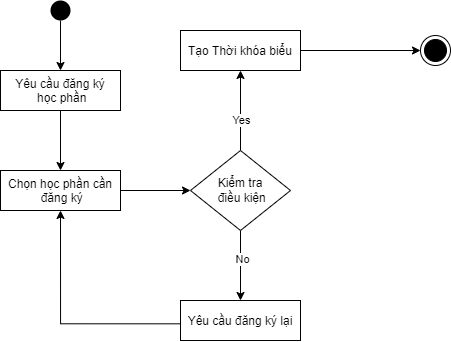 Tạo Thời khóa biểu
Yêu cầu đăng ký
học phần
Yes
Chọn học phần cần
đăng ký
Kiểm tra
điều kiện
No
Yêu cầu đăng ký lại